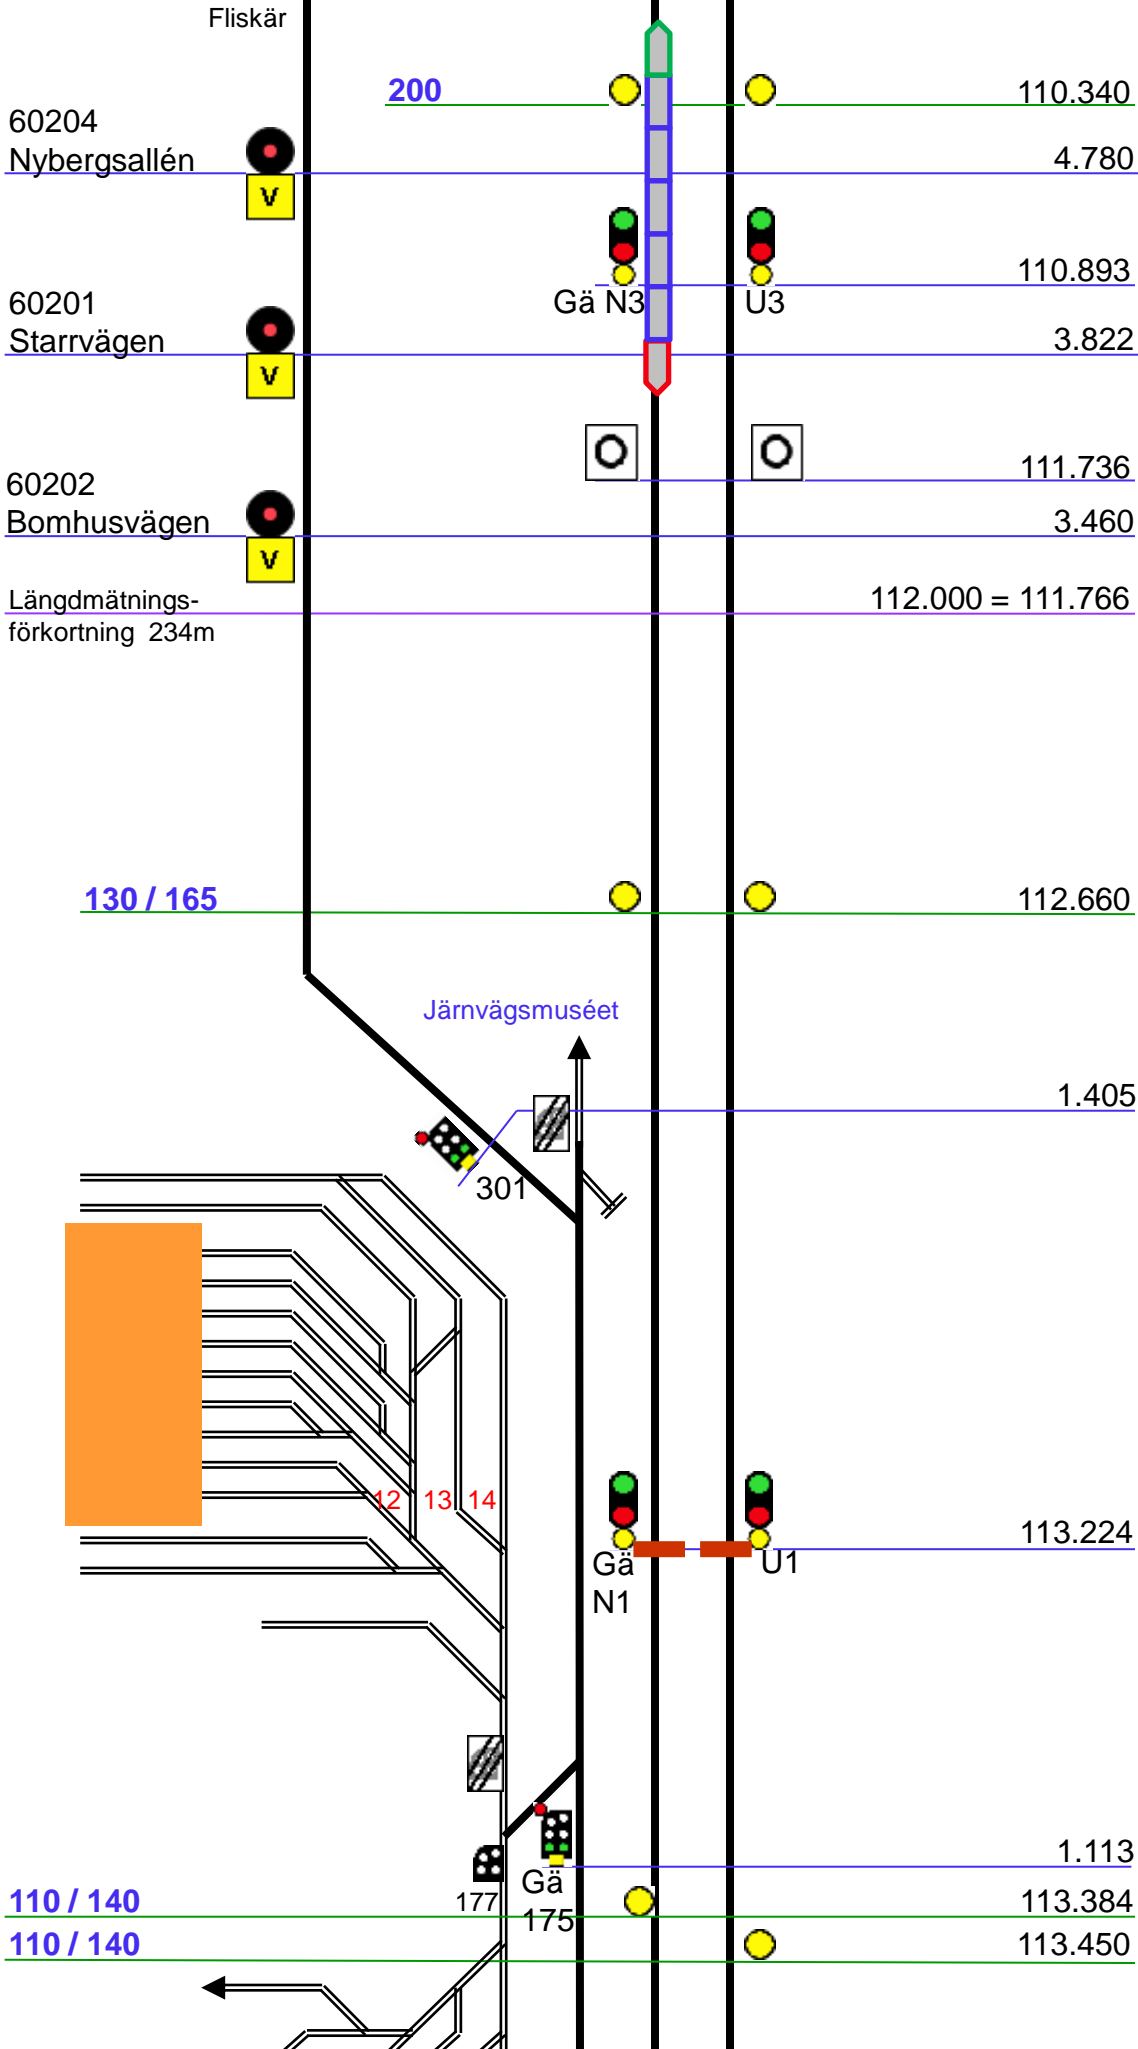 Fliskär
200 110.340
60204
Nybergsallén 4.780
V
110.893
Gä N3 U3
60201
Starrvägen 3.822
V
111.736
60202
Bomhusvägen 3.460
V
Längdmätnings- 112.000 = 111.766
förkortning 234m
130 / 165 112.660
Järnvägsmuséet
1.405
301
12 13 14
113.224
Gä U1
N1
1.113
Gä
177
175
110 / 140 113.384
110 / 140 113.450